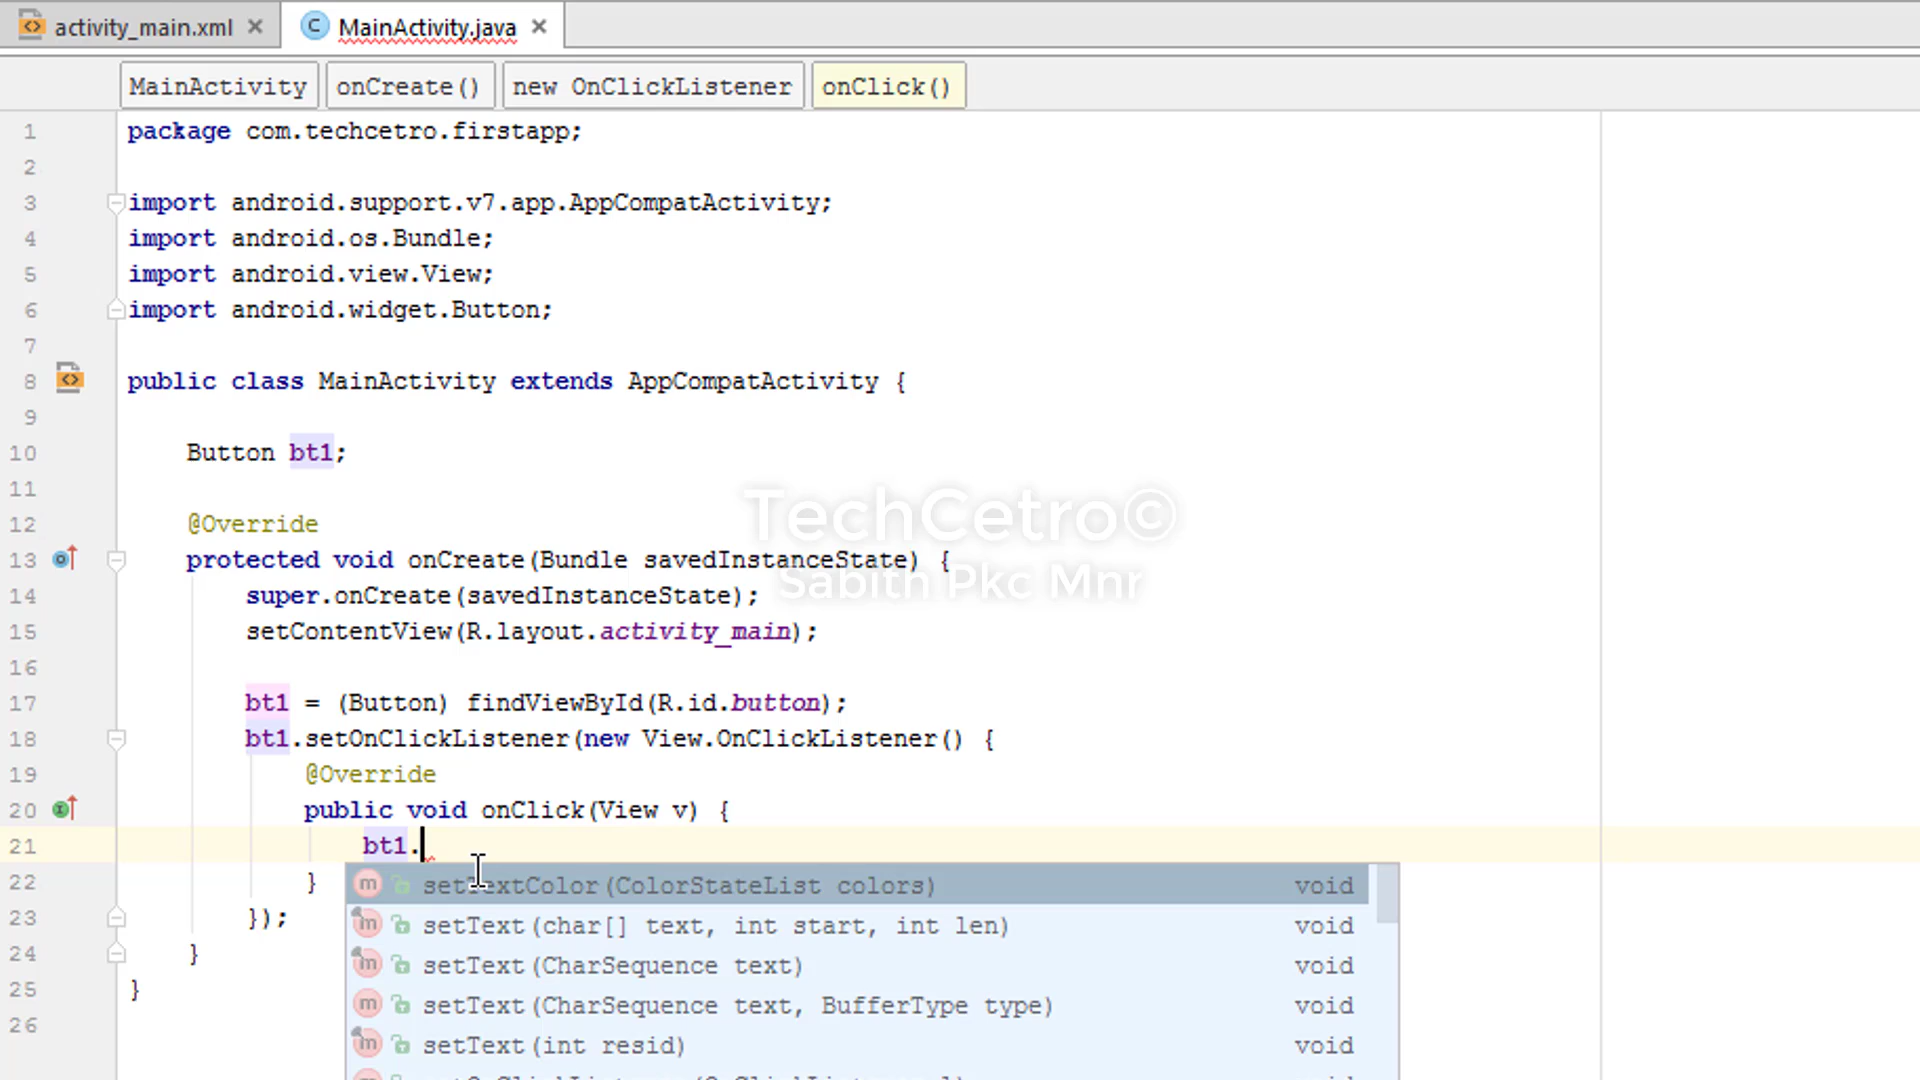 activity_main.xml MainActivity.java
MainActivity onCreate() new OnClickListener onClick()
1 package com.techcetro.firstapp;
2
3 import android.support.v7.app.AppCompatActivity;
4 import android.os.Bundle;
5 import android.view.View;
6 import android.widget.Button;
7
8 public class MainActivity extends AppCompatActivity {
9
10 Button bt1;
11
TechCetro©
12 @Override
13 protected void onCreate(Bundle savedInstanceState) {
Sabith Pkc Mnr
14 super.onCreate(savedInstanceState);
15 setContentView(R.layout.activity_main);
16
17 bt1 = (Button) findViewById(R.id.button);
18 bt1.setOnClickListener(new View.OnClickListener() {
19 @Override
20 public void onClick(View v) {
21 bt1.
22 } m setTextColor(ColorStateList colors) void
23 }); m setText(char[] text, int start, int len) void
24 } m setText(CharSequence text) void
25 } m setText(CharSequence text, BufferType type) void
26 m setText(int resid) void